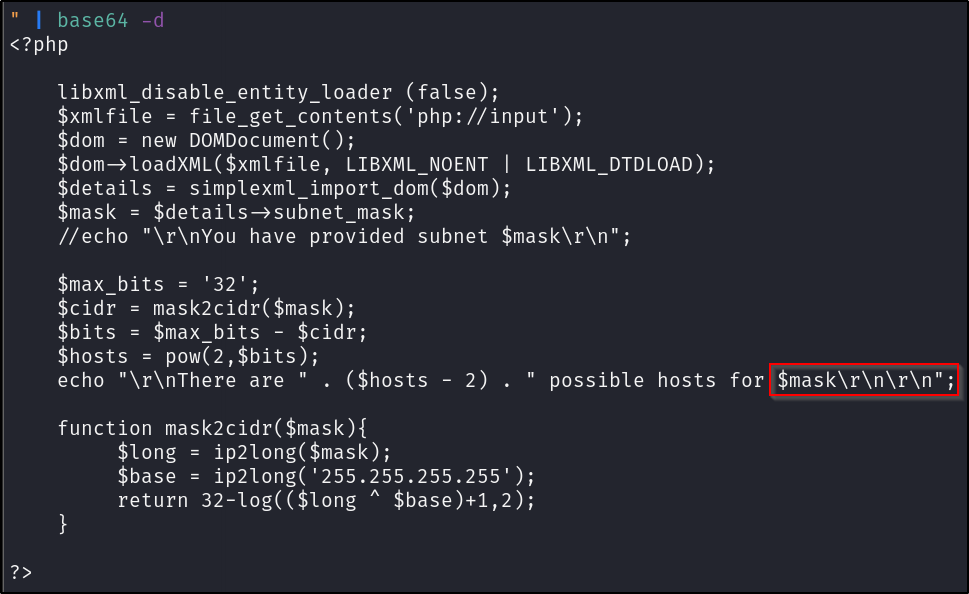 " | base64 -d
<?php

    libxml_disable_entity_loader (false);
    $xmlfile = file_get_contents('php://input');
    $dom = new DOMDocument();
    $dom->loadXML($xmlfile, LIBXML_NOENT | LIBXML_DTDLOAD);
    $details = simplexml_import_dom($dom);
    $mask = $details->subnet_mask;
    //echo "\r\nYou have provided subnet $mask\r\n";

    $max_bits = '32';
    $cidr = mask2cidr($mask);
    $bits = $max_bits - $cidr;
    $hosts = pow(2,$bits);
    echo "\r\nThere are " . ($hosts - 2) . " possible hosts for $mask\r\n\r\n";

    function mask2cidr($mask){
         $long = ip2long($mask);
         $base = ip2long('255.255.255.255');
         return 32-log(($long ^ $base)+1,2);
    }

?>